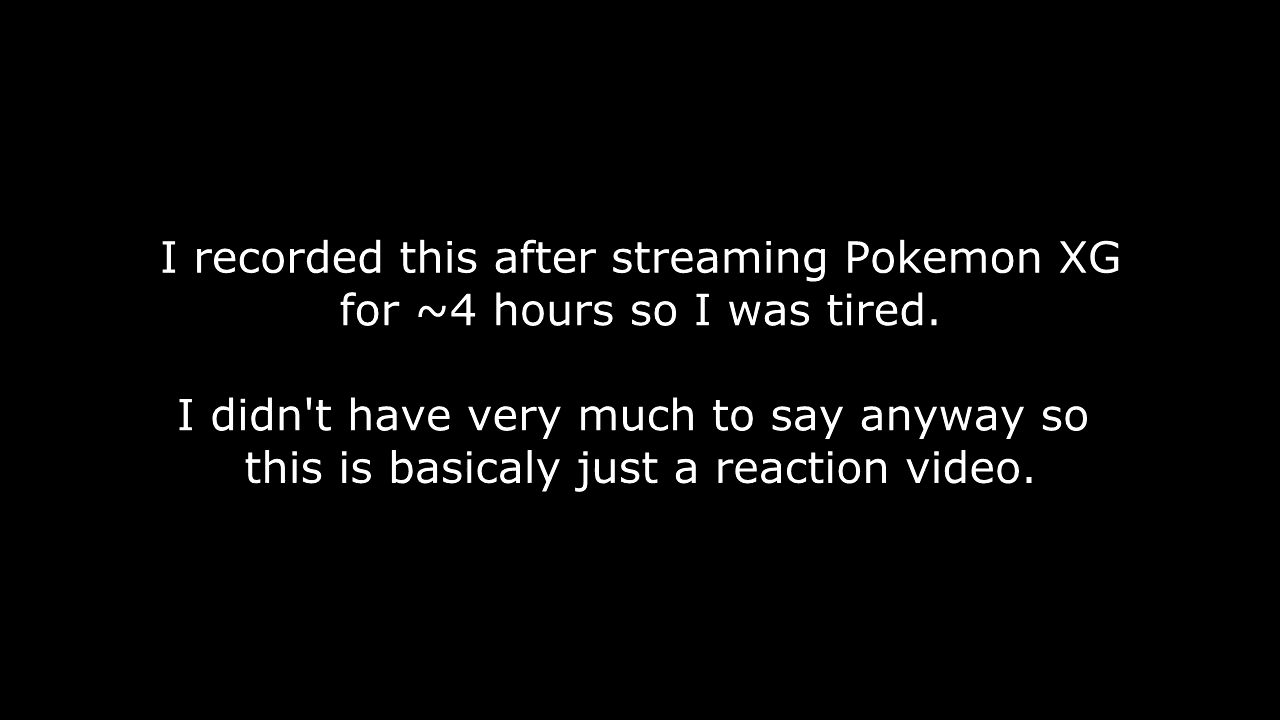 I recorded this after streaming Pokemon XG
for ~4 hours so I was tired.
I didn't have very much to say anyway so
this is basicaly just a reaction video.